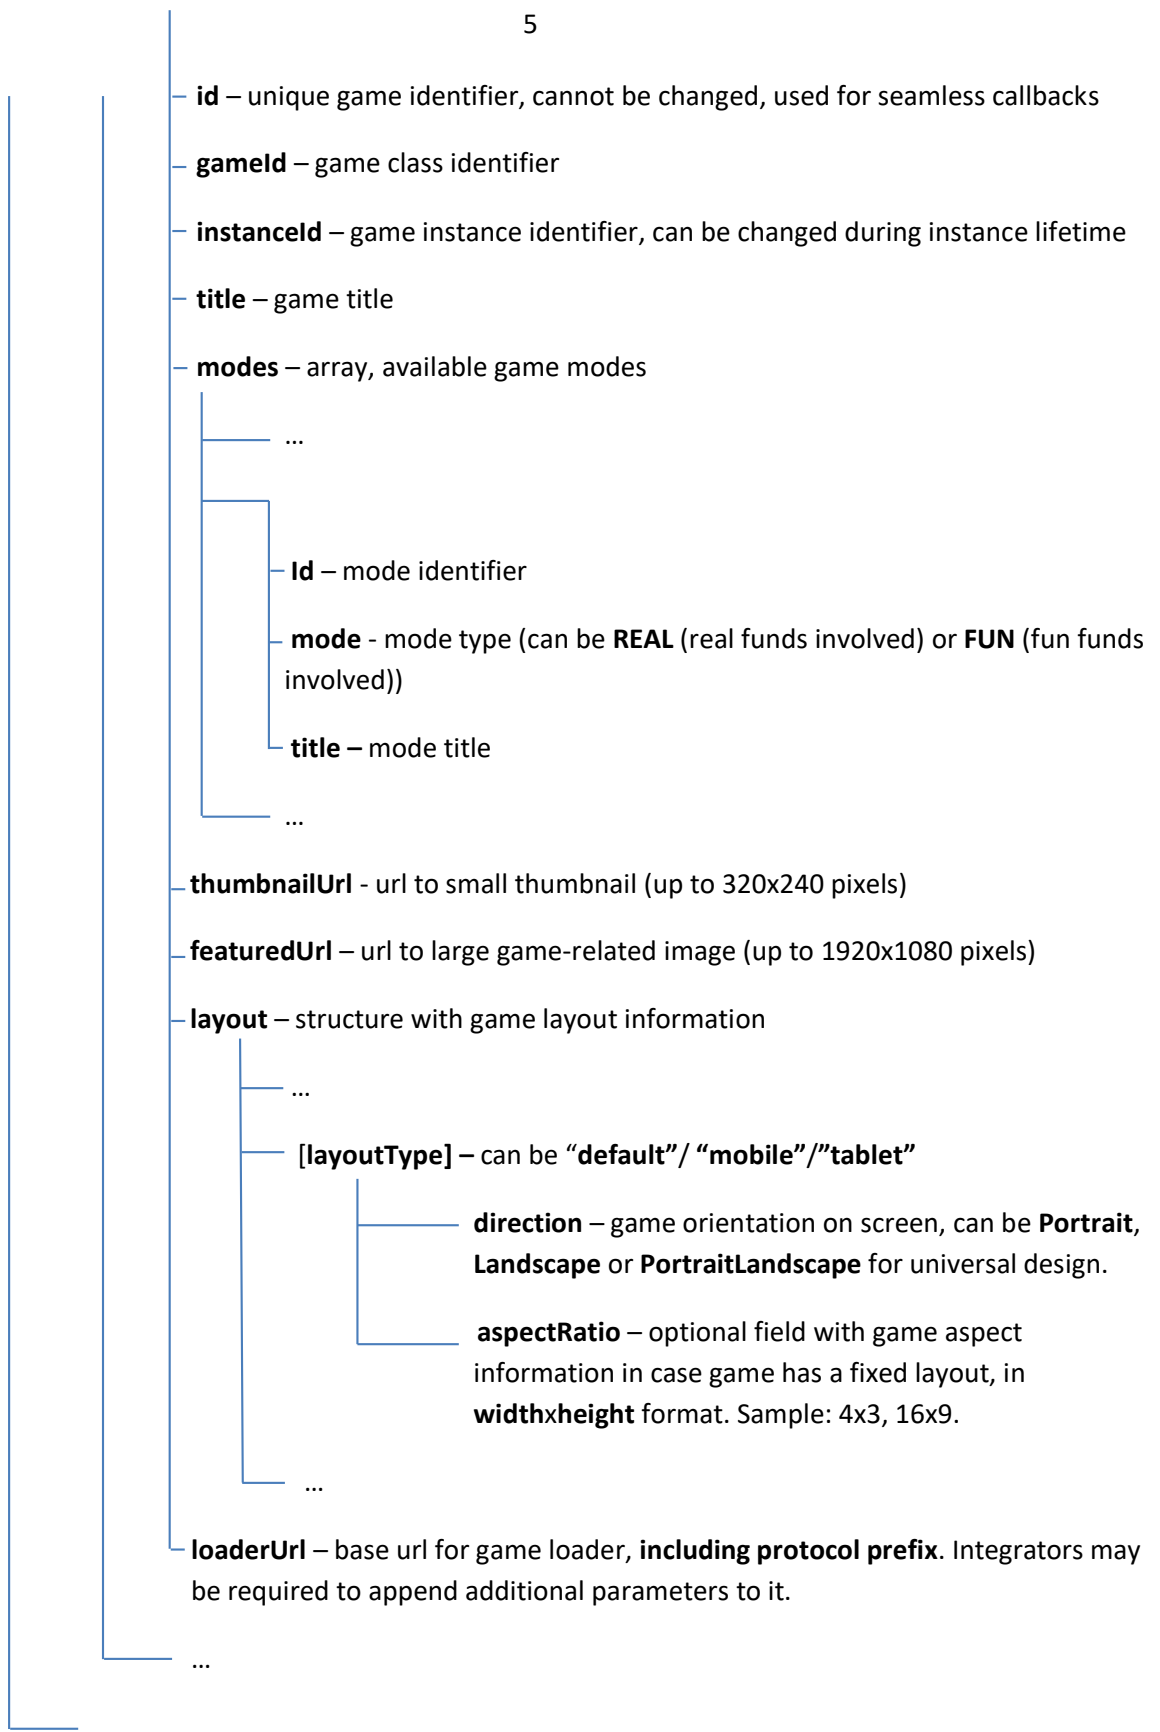 5
id – unique game identifier, cannot be changed, used for seamless callbacks
gameId – game class identifier
instanceId – game instance identifier, can be changed during instance lifetime
title – game title
modes – array, available game modes
...
Id – mode identifier
mode - mode type (can be REAL (real funds involved) or FUN (fun funds
involved))
title – mode title
...
thumbnailUrl - url to small thumbnail (up to 320x240 pixels)
featuredUrl – url to large game-related image (up to 1920x1080 pixels)
layout – structure with game layout information
...
[layoutType] – can be “default”/ “mobile”/”tablet”
direction – game orientation on screen, can be Portrait,
Landscape or PortraitLandscape for universal design.
aspectRatio – optional field with game aspect
information in case game has a fixed layout, in
widthxheight format. Sample: 4x3, 16x9.
...
loaderUrl – base url for game loader, including protocol prefix. Integrators may
be required to append additional parameters to it.
...